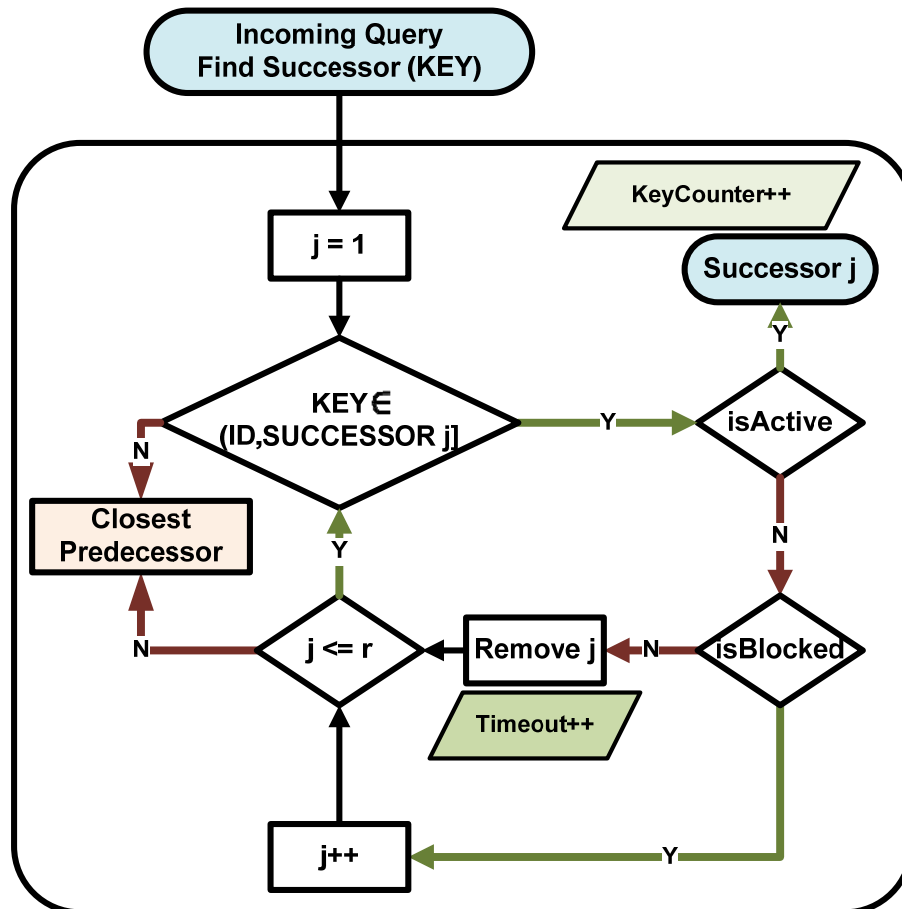 Incoming Query
Find Successor (KEY)
KeyCounter++
j = 1
Successor j
Y
KEY∈
(ID,SUCCESSOR j]
Y
isActive
N
Closest
Predecessor
Y
N
N
j <= r
Remove j
N
isBlocked
Timeout++
j++
Y